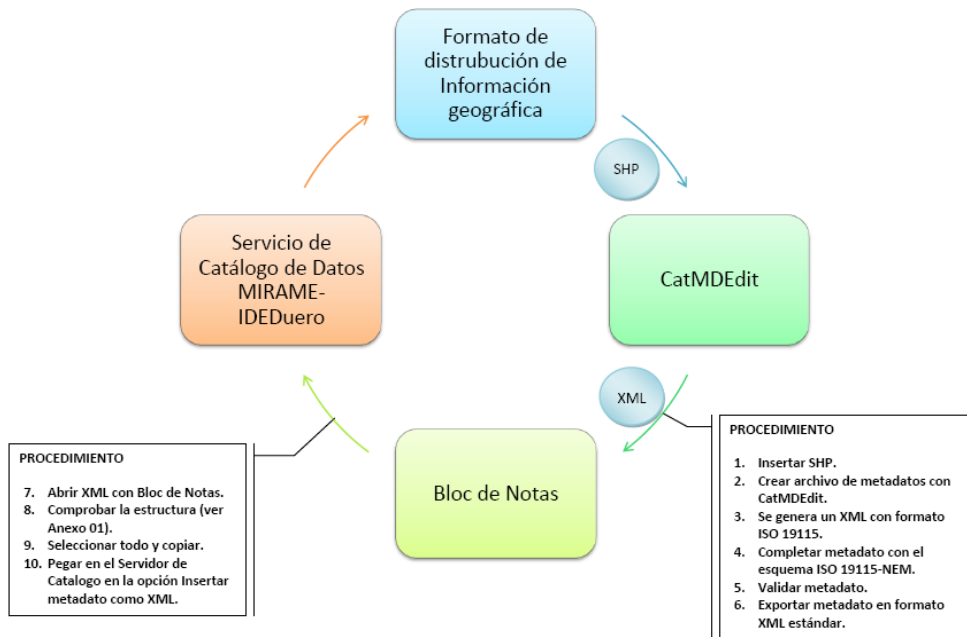 Formato de
distrubución de
Información
geográfica
SHP
Servicio de
Catálogo de Datos
MIRAME-
IDEDuero
CatMDEdit
XML
Bloc de Notas
PROCEDIMIENTO
7. Abrir XML con Bloc de Notas.
8. Comprobar la estructura (ver
Anexo 01).
9. Seleccionar todo y copiar.
10. Pegar en el Servidor de
Catalogo en la opción Insertar
metadato como XML.
PROCEDIMIENTO
1. Insertar SHP.
2. Crear archivo de metadatos con
CatMDEdit.
3. Se genera un XML con formato
ISO 19115.
4. Completar metadato con el
esquema ISO 19115-NEM.
5. Validar metadato.
6. Exportar metadato en formato
XML estándar.